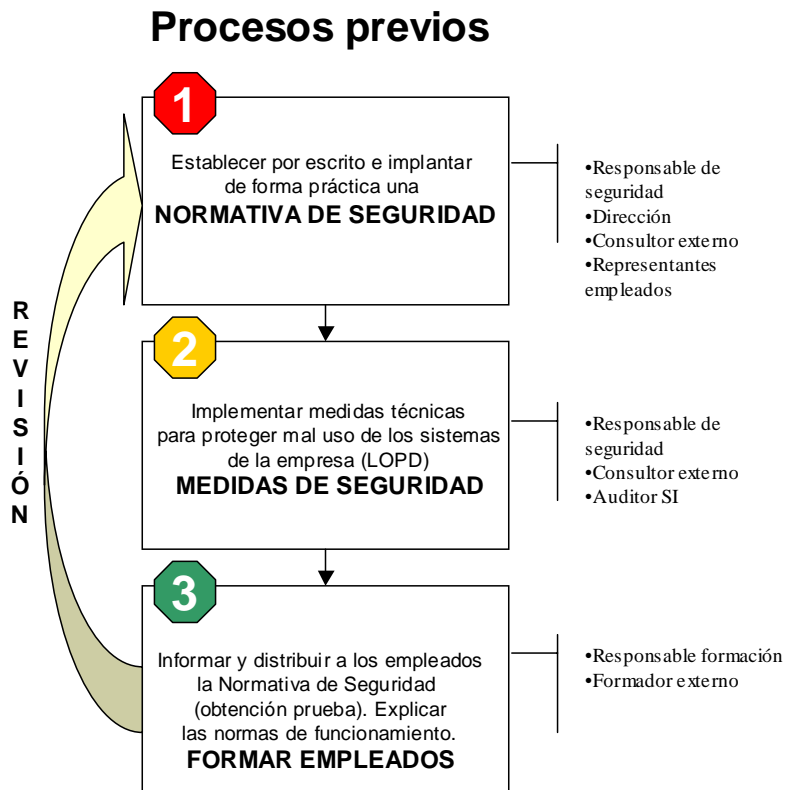 Procesos previos
1
Establecer por escrito e implantar
de forma práctica una
NORMATIVA DE SEGURIDAD
•Responsable de
seguridad
•Dirección
•Consultor externo
•Representantes
empleados
REVISIÓN
2
Implementar medidas técnicas
para proteger mal uso de los sistemas
de la empresa (LOPD)
MEDIDAS DE SEGURIDAD
•Responsable de
seguridad
•Consultor externo
•Auditor SI
3
Informar y distribuir a los empleados
la Normativa de Seguridad
(obtención prueba). Explicar
las normas de funcionamiento.
FORMAR EMPLEADOS
•Responsable formación
•Formador externo